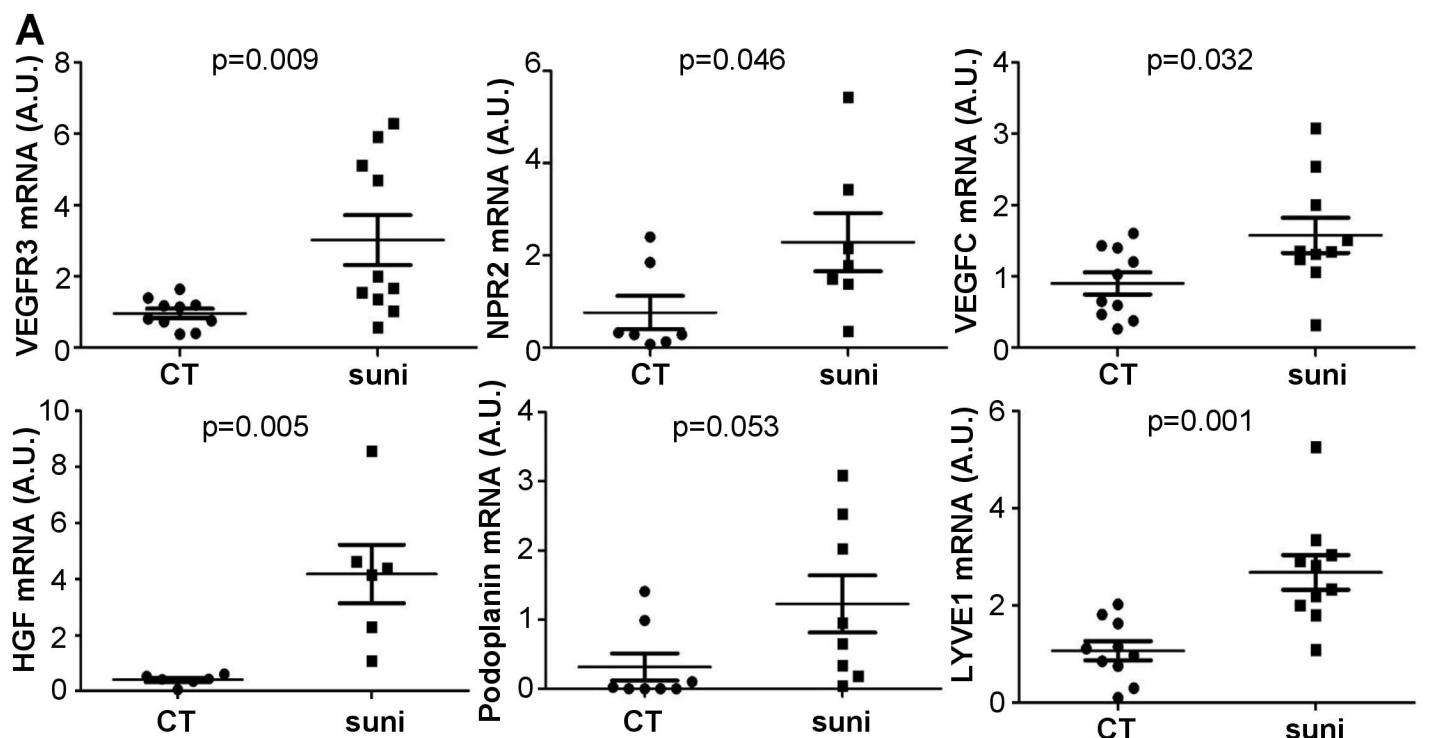 A
VEGFR3 mRNA (A.U.)
p=0.009
8
6
4
2
0
CT
suni
NPR2 mRNA (A.U.)
p=0.046
6
4
2
0
CT
suni
VEGFC mRNA (A.U.)
p=0.032
4
3
2
1
0
CT
suni
HGF mRNA (A.U.)
p=0.005
10
8
6
4
2
0
CT
suni
Podoplanin mRNA (A.U.)
p=0.053
4
3
2
1
0
CT
suni
LYVE1 mRNA (A.U.)
p=0.001
6
4
2
0
CT
suni